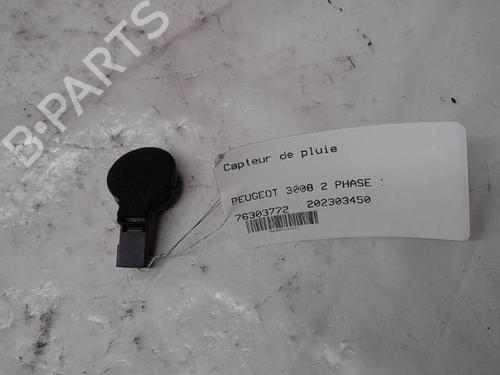 B-PARTS
Capteur de pluie
PEUGEOT 3008 2 PHASE :
76303772 202303450